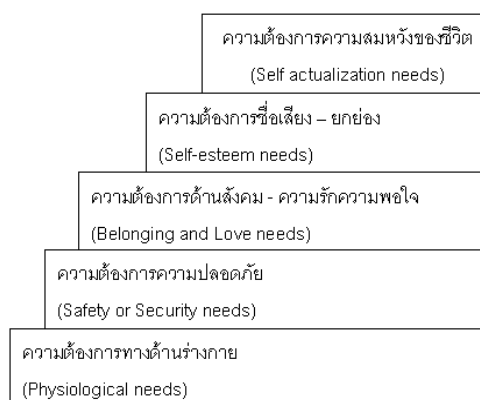 ความต้องการความสมหวังของชีวิต
(Self actualization needs)
ความต้องการชื่อเสียง – ยกย่อง
(Self-esteem needs)
ความต้องการด้านสังคม - ความรักความพอใจ
(Belonging and Love needs)
ความต้องการความปลอดภัย
(Safety or Security needs)
ความต้องการทางด้านร่างกาย
(Physiological needs)